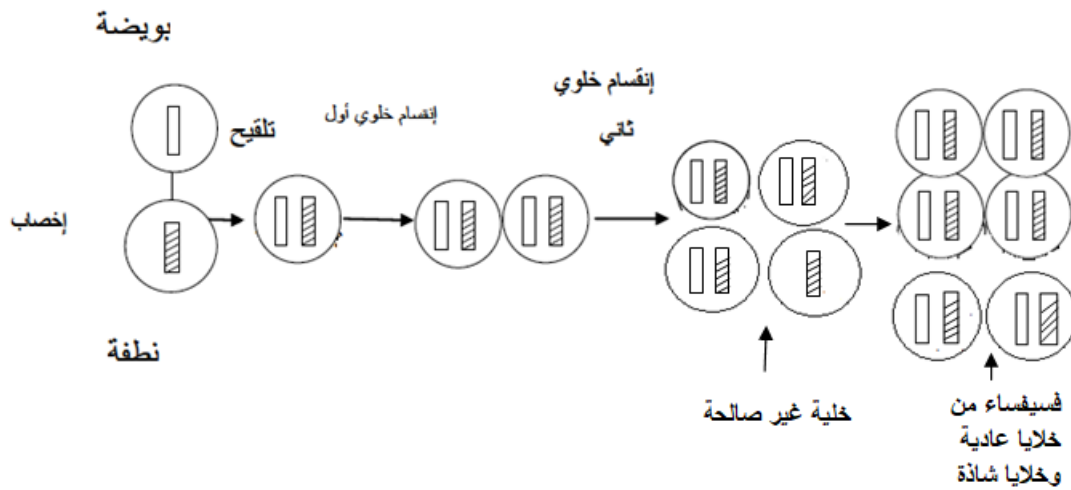 بويضة
إنقسام خلوي
ثاني
إنقسام خلوي أول
تلقيح
إخصاب
نطفة
خلية غير صالحة
فسيفساء من
خلايا عادية
وخلايا شاذة